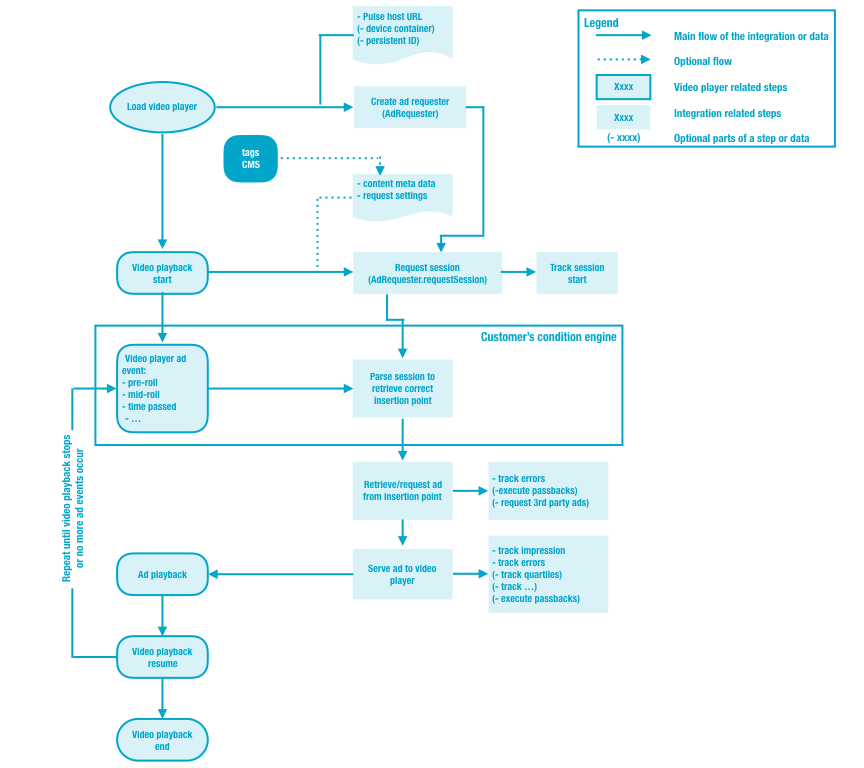 - Pulse host URL
(- device container)
(- persistent ID)
Legend
Main flow of the integration or data
Optional flow
Xxxx
Video player related steps
Xxxx
Integration related steps
(- xxxx)
Optional parts of a step or data
Load video player
Create ad requester
(AdRequester)
tags
CMS
- content meta data
- request settings
Video playback
start
Request session
(AdRequester.requestSession)
Track session
start
Customer's condition engine
Video player ad
event:
- pre-roll
- mid-roll
- time passed
- ...
Parse session to
retrieve correct
insertion point
Repeat until video playback stops
or no more ad events occur
Retrieve/request ad
from insertion point
- track errors
(-execute passbacks)
(- request 3rd party ads)
Ad playback
Serve ad to video
player
- track impression
- track errors
(- track quartiles)
(- track ...)
(- execute passbacks)
Video playback
resume
Video playback
end